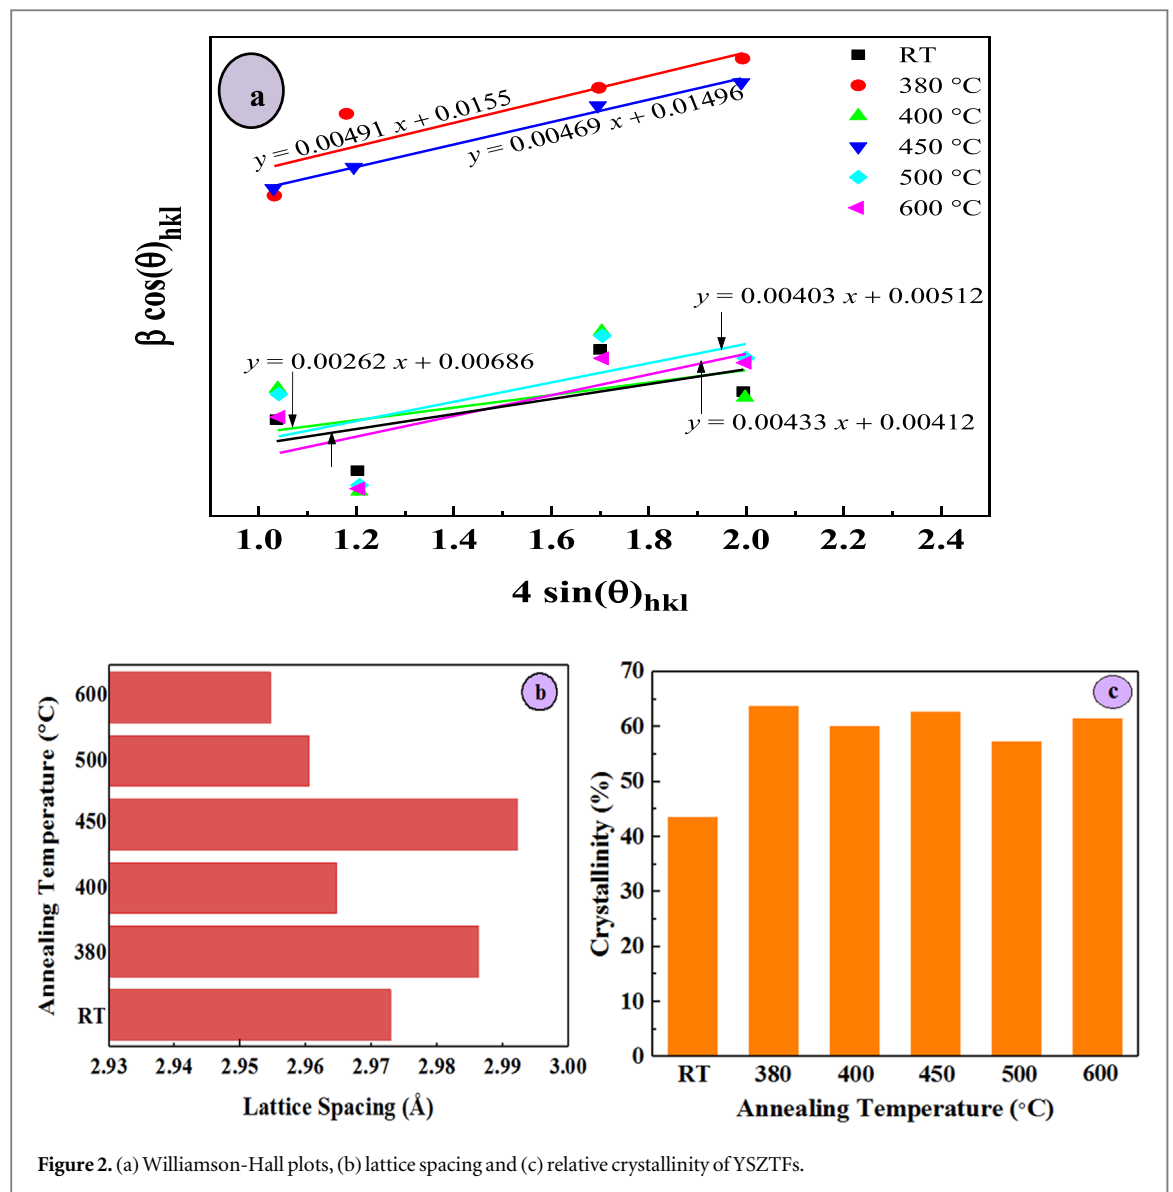 a
RT
380 °C
400 °C
450 °C
500 °C
600 °C
y = 0.00491 x + 0.0155
y = 0.00469 x + 0.01496
y = 0.00403 x + 0.00512
y = 0.00262 x + 0.00686
y = 0.00433 x + 0.00412
β cos(θ)hkl
1.0 1.2 1.4 1.6 1.8 2.0 2.2 2.4
4 sin(θ)hkl
b
Annealing Temperature (°C)
600
500
450
400
380
RT
2.93 2.94 2.95 2.96 2.97 2.98 2.99 3.00
Lattice Spacing (Å)
c
Crystallinity (%)
70
60
50
40
30
20
10
0
RT 380 400 450 500 600
Annealing Temperature (°C)
Figure 2. (a) Williamson-Hall plots, (b) lattice spacing and (c) relative crystallinity of YSZTFs.